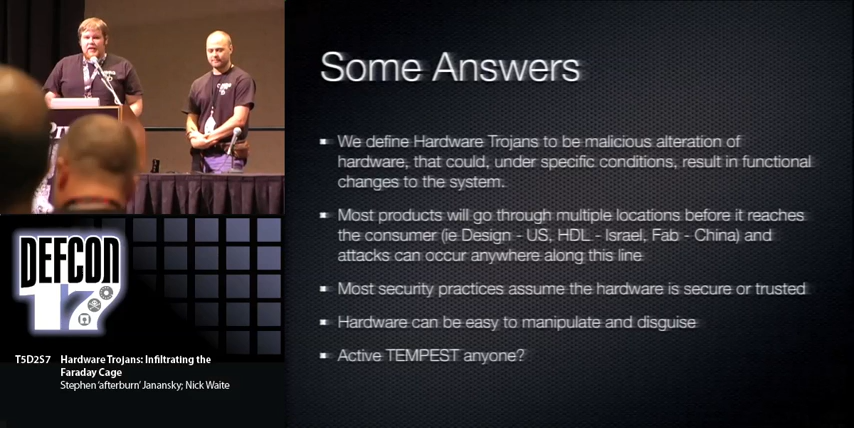 Some Answers
We define Hardware Trojans to be malicious alteration of
hardware, that could, under specific conditions, result in functional
changes to the system.
Most products will go through multiple locations before it reaches
the consumer (ie Design - US, HDL - Israel, Fab - China) and
attacks can occur anywhere along this line
Most security practices assume the hardware is secure or trusted
Hardware can be easy to manipulate and disguise
Active TEMPEST anyone?
DEFCON
17
T5D2S7 Hardware Trojans: Infiltrating the
Faraday Cage
Stephen 'afterburn' Janansky; Nick Waite